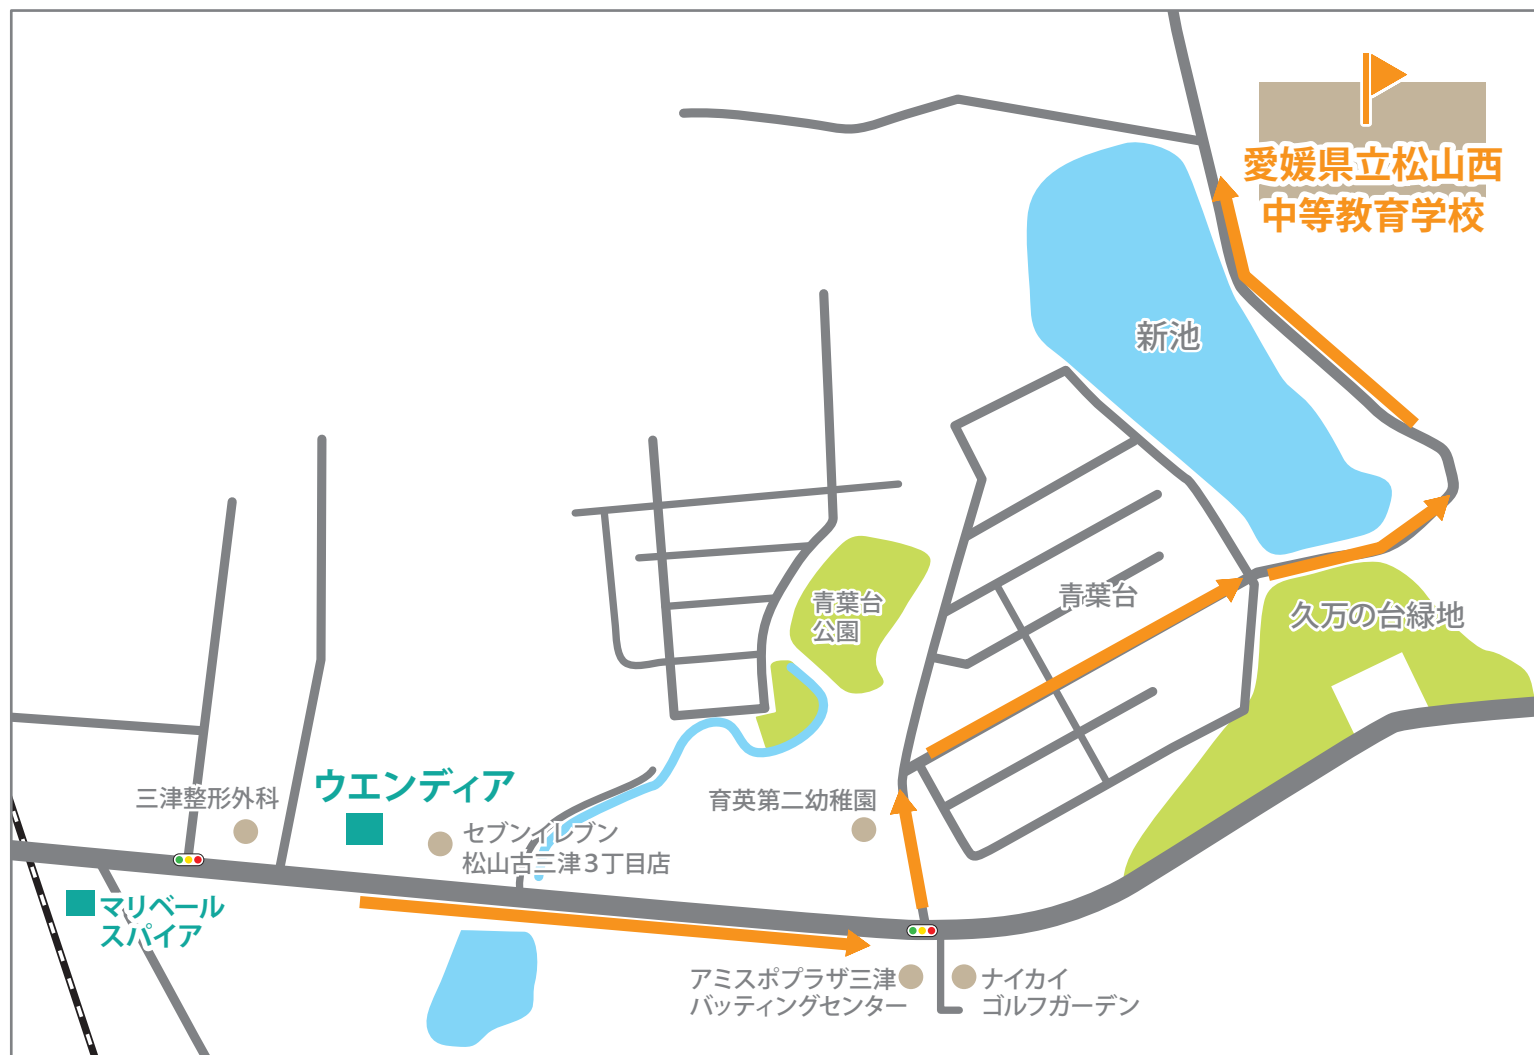 愛媛県立松山西
中等教育学校
新池
青葉台
公園
青葉台
久万の台緑地
三津整形外科
ウエンディア
セブンイレブン
松山古三津3丁目店
育英第二幼稚園
マリベール
スパイア
アミスポプラザ三津
バッティングセンター
ナイカイ
ゴルフガーデン